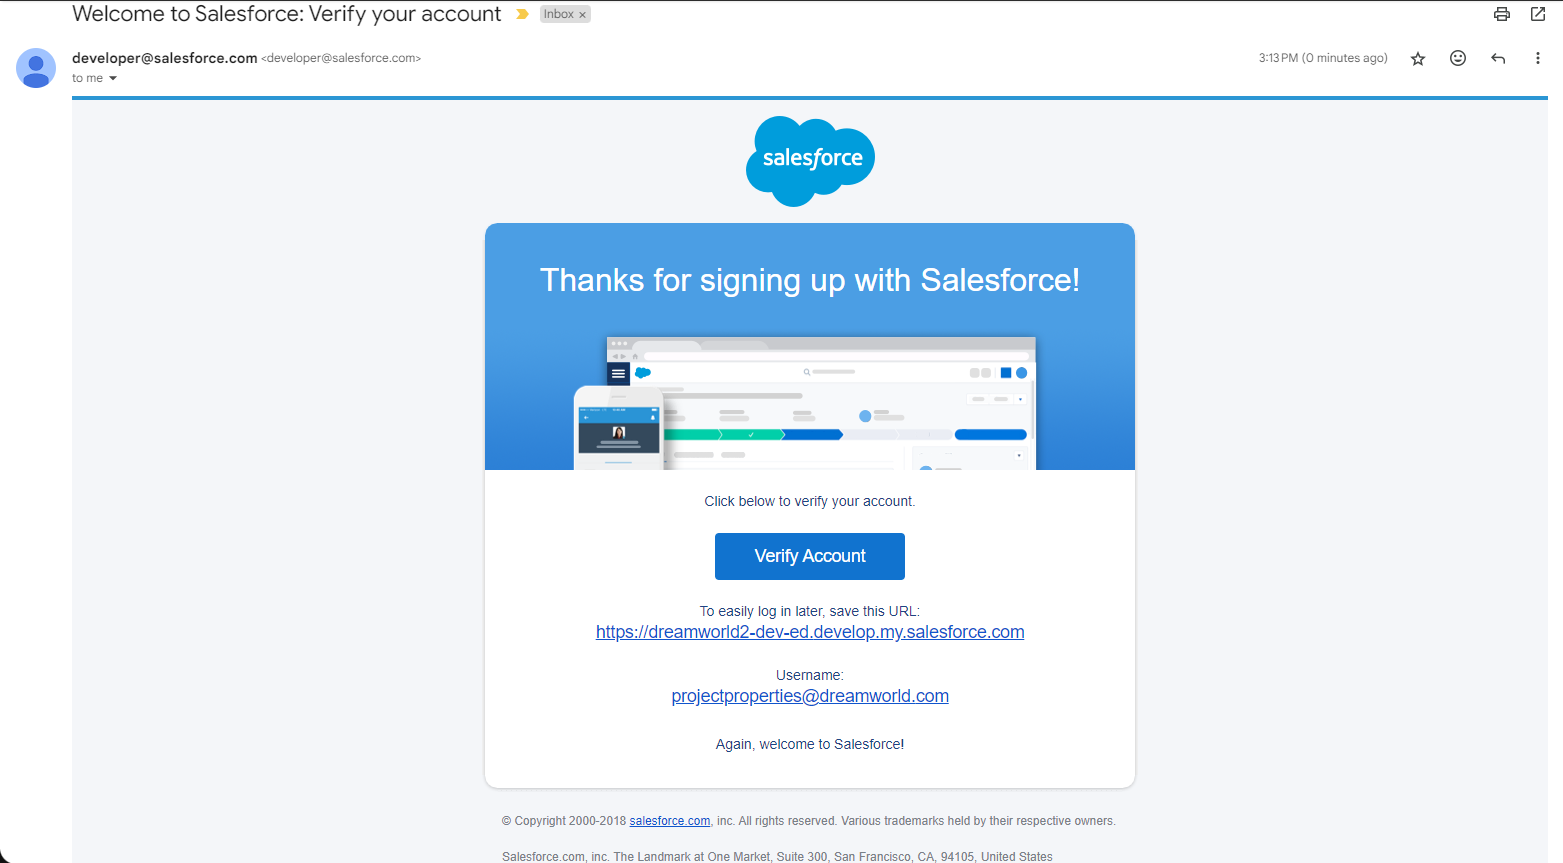 Welcome to Salesforce: Verify your account
Inbox ×
developer@salesforce.com <developer@salesforce.com>
3:13 PM (0 minutes ago)
to me
salesforce
Thanks for signing up with Salesforce!
Click below to verify your account.
Verify Account
To easily log in later, save this URL:
https://dreamworld2-dev-ed.develop.my.salesforce.com
Username:
projectproperties@dreamworld.com
Again, welcome to Salesforce!
© Copyright 2000-2018 salesforce.com, inc. All rights reserved. Various trademarks held by their respective owners.
Salesforce.com, inc. The Landmark at One Market, Suite 300, San Francisco, CA, 94105, United States